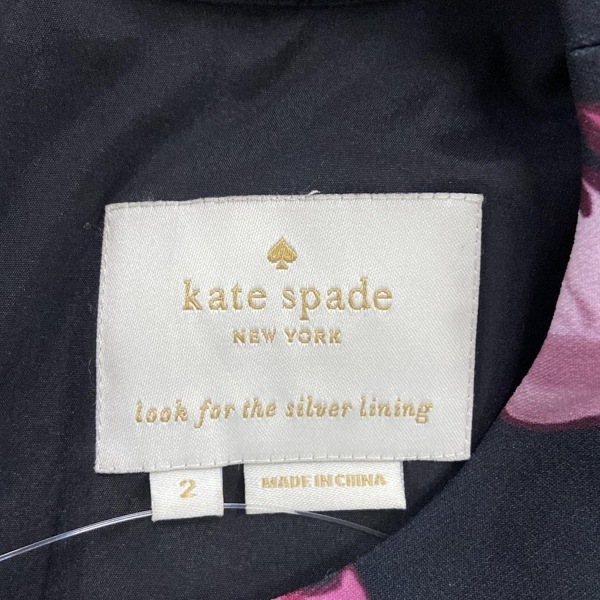 kate spade
NEW YORK
look for the silver lining
2
MADE IN CHINA